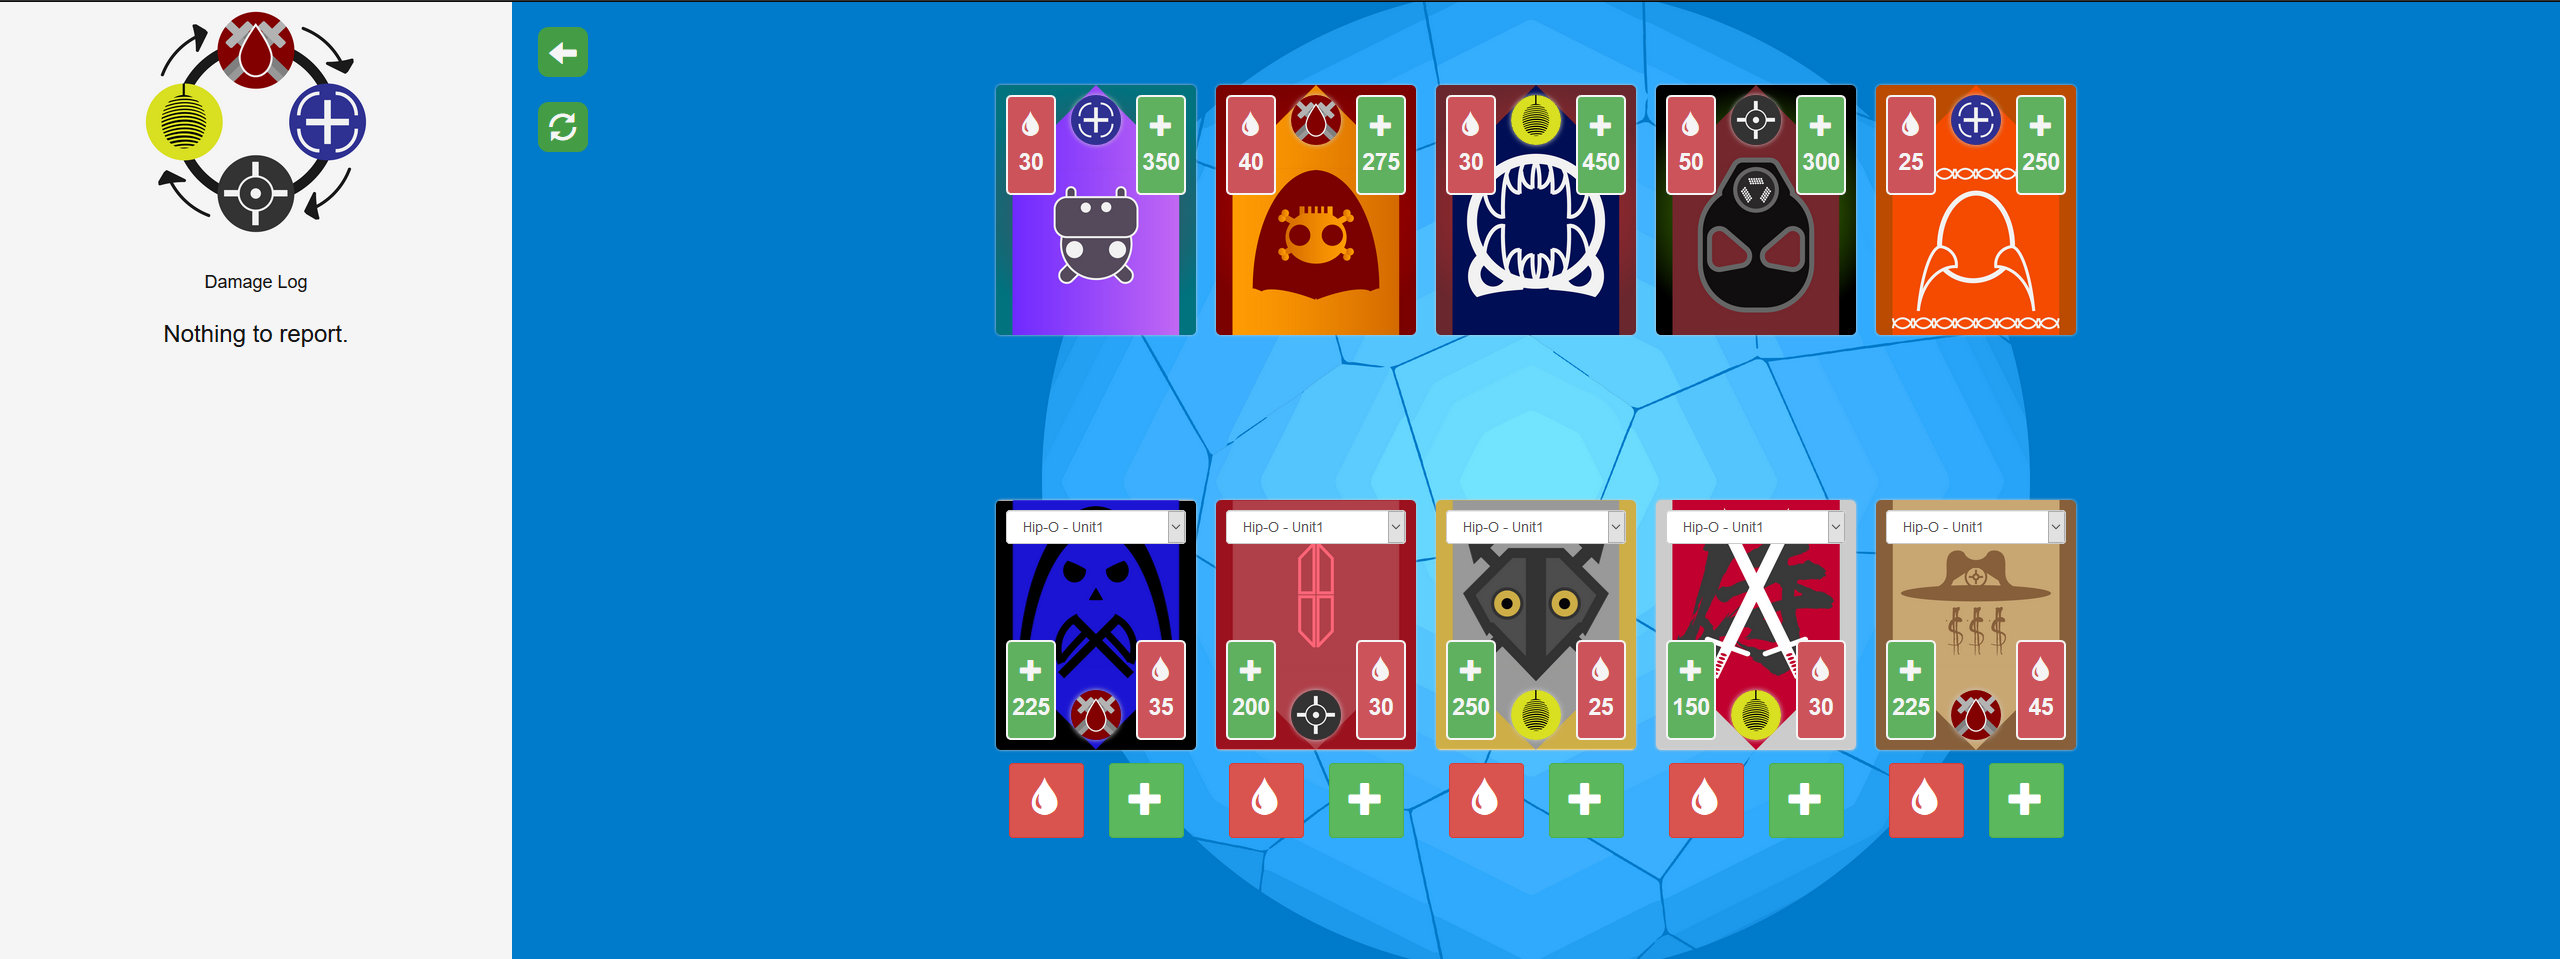 Damage Log
Nothing to report.
30 350
40 275
30 450
50 300
25 250
Hip-O - Unit1
Hip-O - Unit1
Hip-O - Unit1
Hip-O - Unit1
Hip-O - Unit1
$$$
225 35
200 30
250 25
150 30
225 45